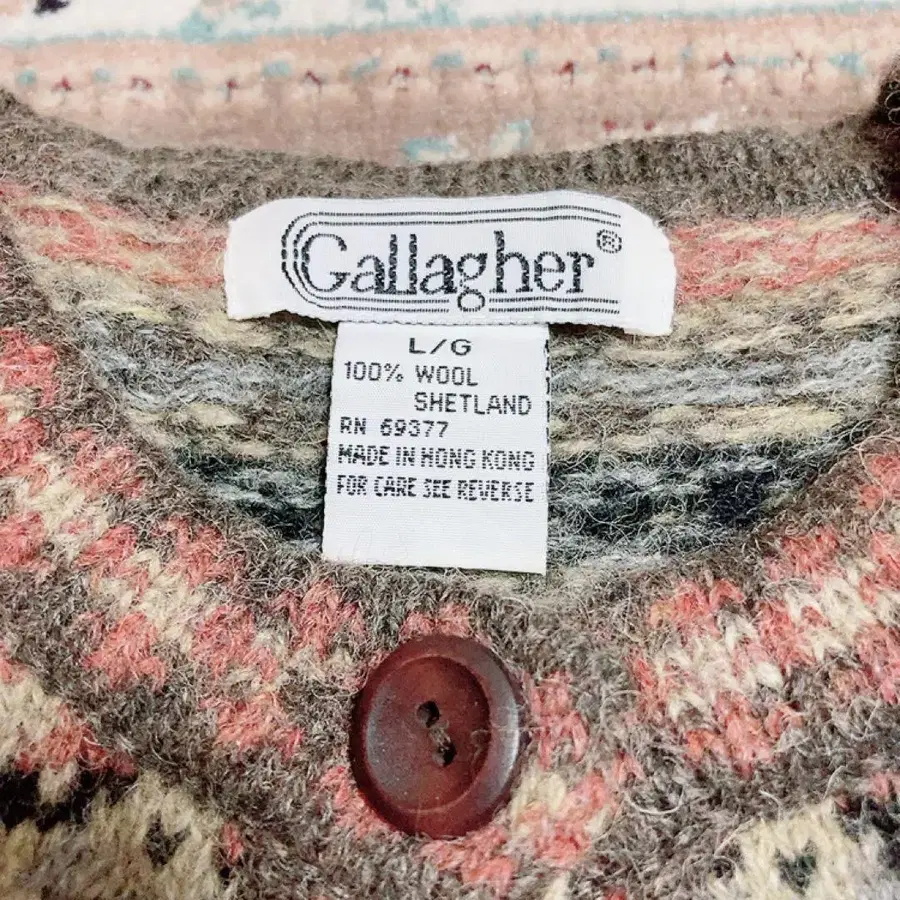 Gallagher®
L/G
100% WOOL
SHETLAND
RN 69377
MADE IN HONG KONG
FOR CARE SEE REVERSE